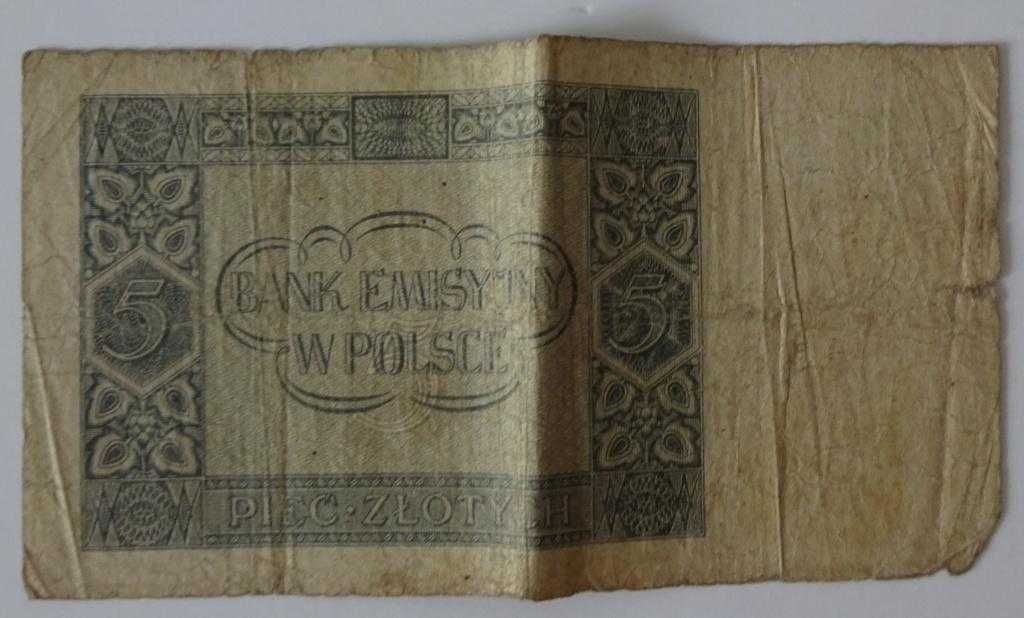 BANK EMISYJNY
5 5
W POLSCE
PIĘĆ·ZŁOTYCH